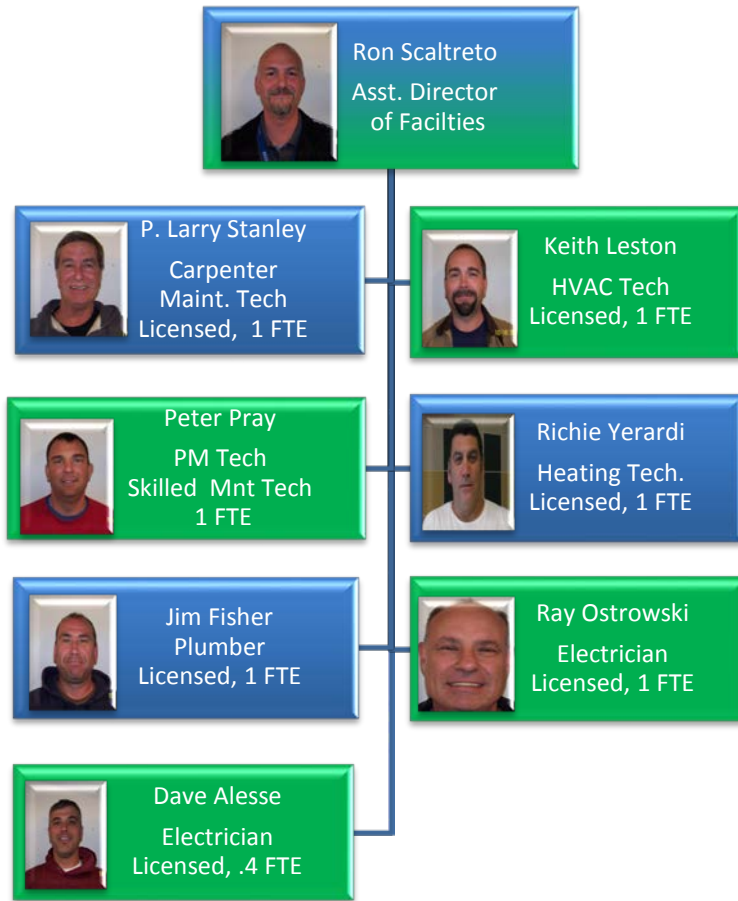 Ron Scaltreto
Asst. Director
of Facilties
P. Larry Stanley
Carpenter
Maint. Tech
Licensed, 1 FTE
Keith Leston
HVAC Tech
Licensed, 1 FTE
Peter Pray
PM Tech
Skilled Mnt Tech
1 FTE
Richie Yerardi
Heating Tech.
Licensed, 1 FTE
Jim Fisher
Plumber
Licensed, 1 FTE
Ray Ostrowski
Electrician
Licensed, 1 FTE
Dave Alesse
Electrician
Licensed, .4 FTE